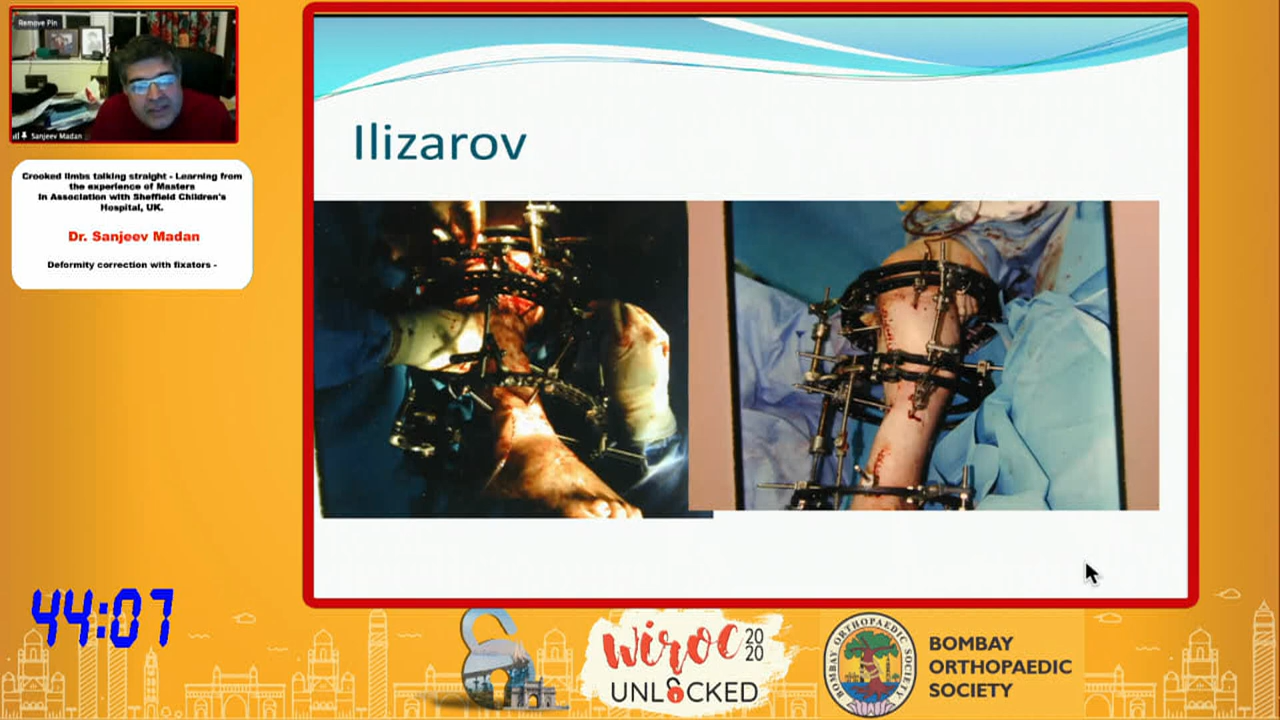 Remove Pin
Sanjeev Madan
Crooked limbs talking straight - Learning from
the experience of Masters
In Association with Sheffield Children's
Hospital, UK.
Dr. Sanjeev Madan
Deformity correction with fixators -
Ilizarov
44:07
WIROC 20
20
UNLOCKED
BOMBAY ORTHOPAEDIC SOCIETY
BOMBAY
ORTHOPAEDIC
SOCIETY